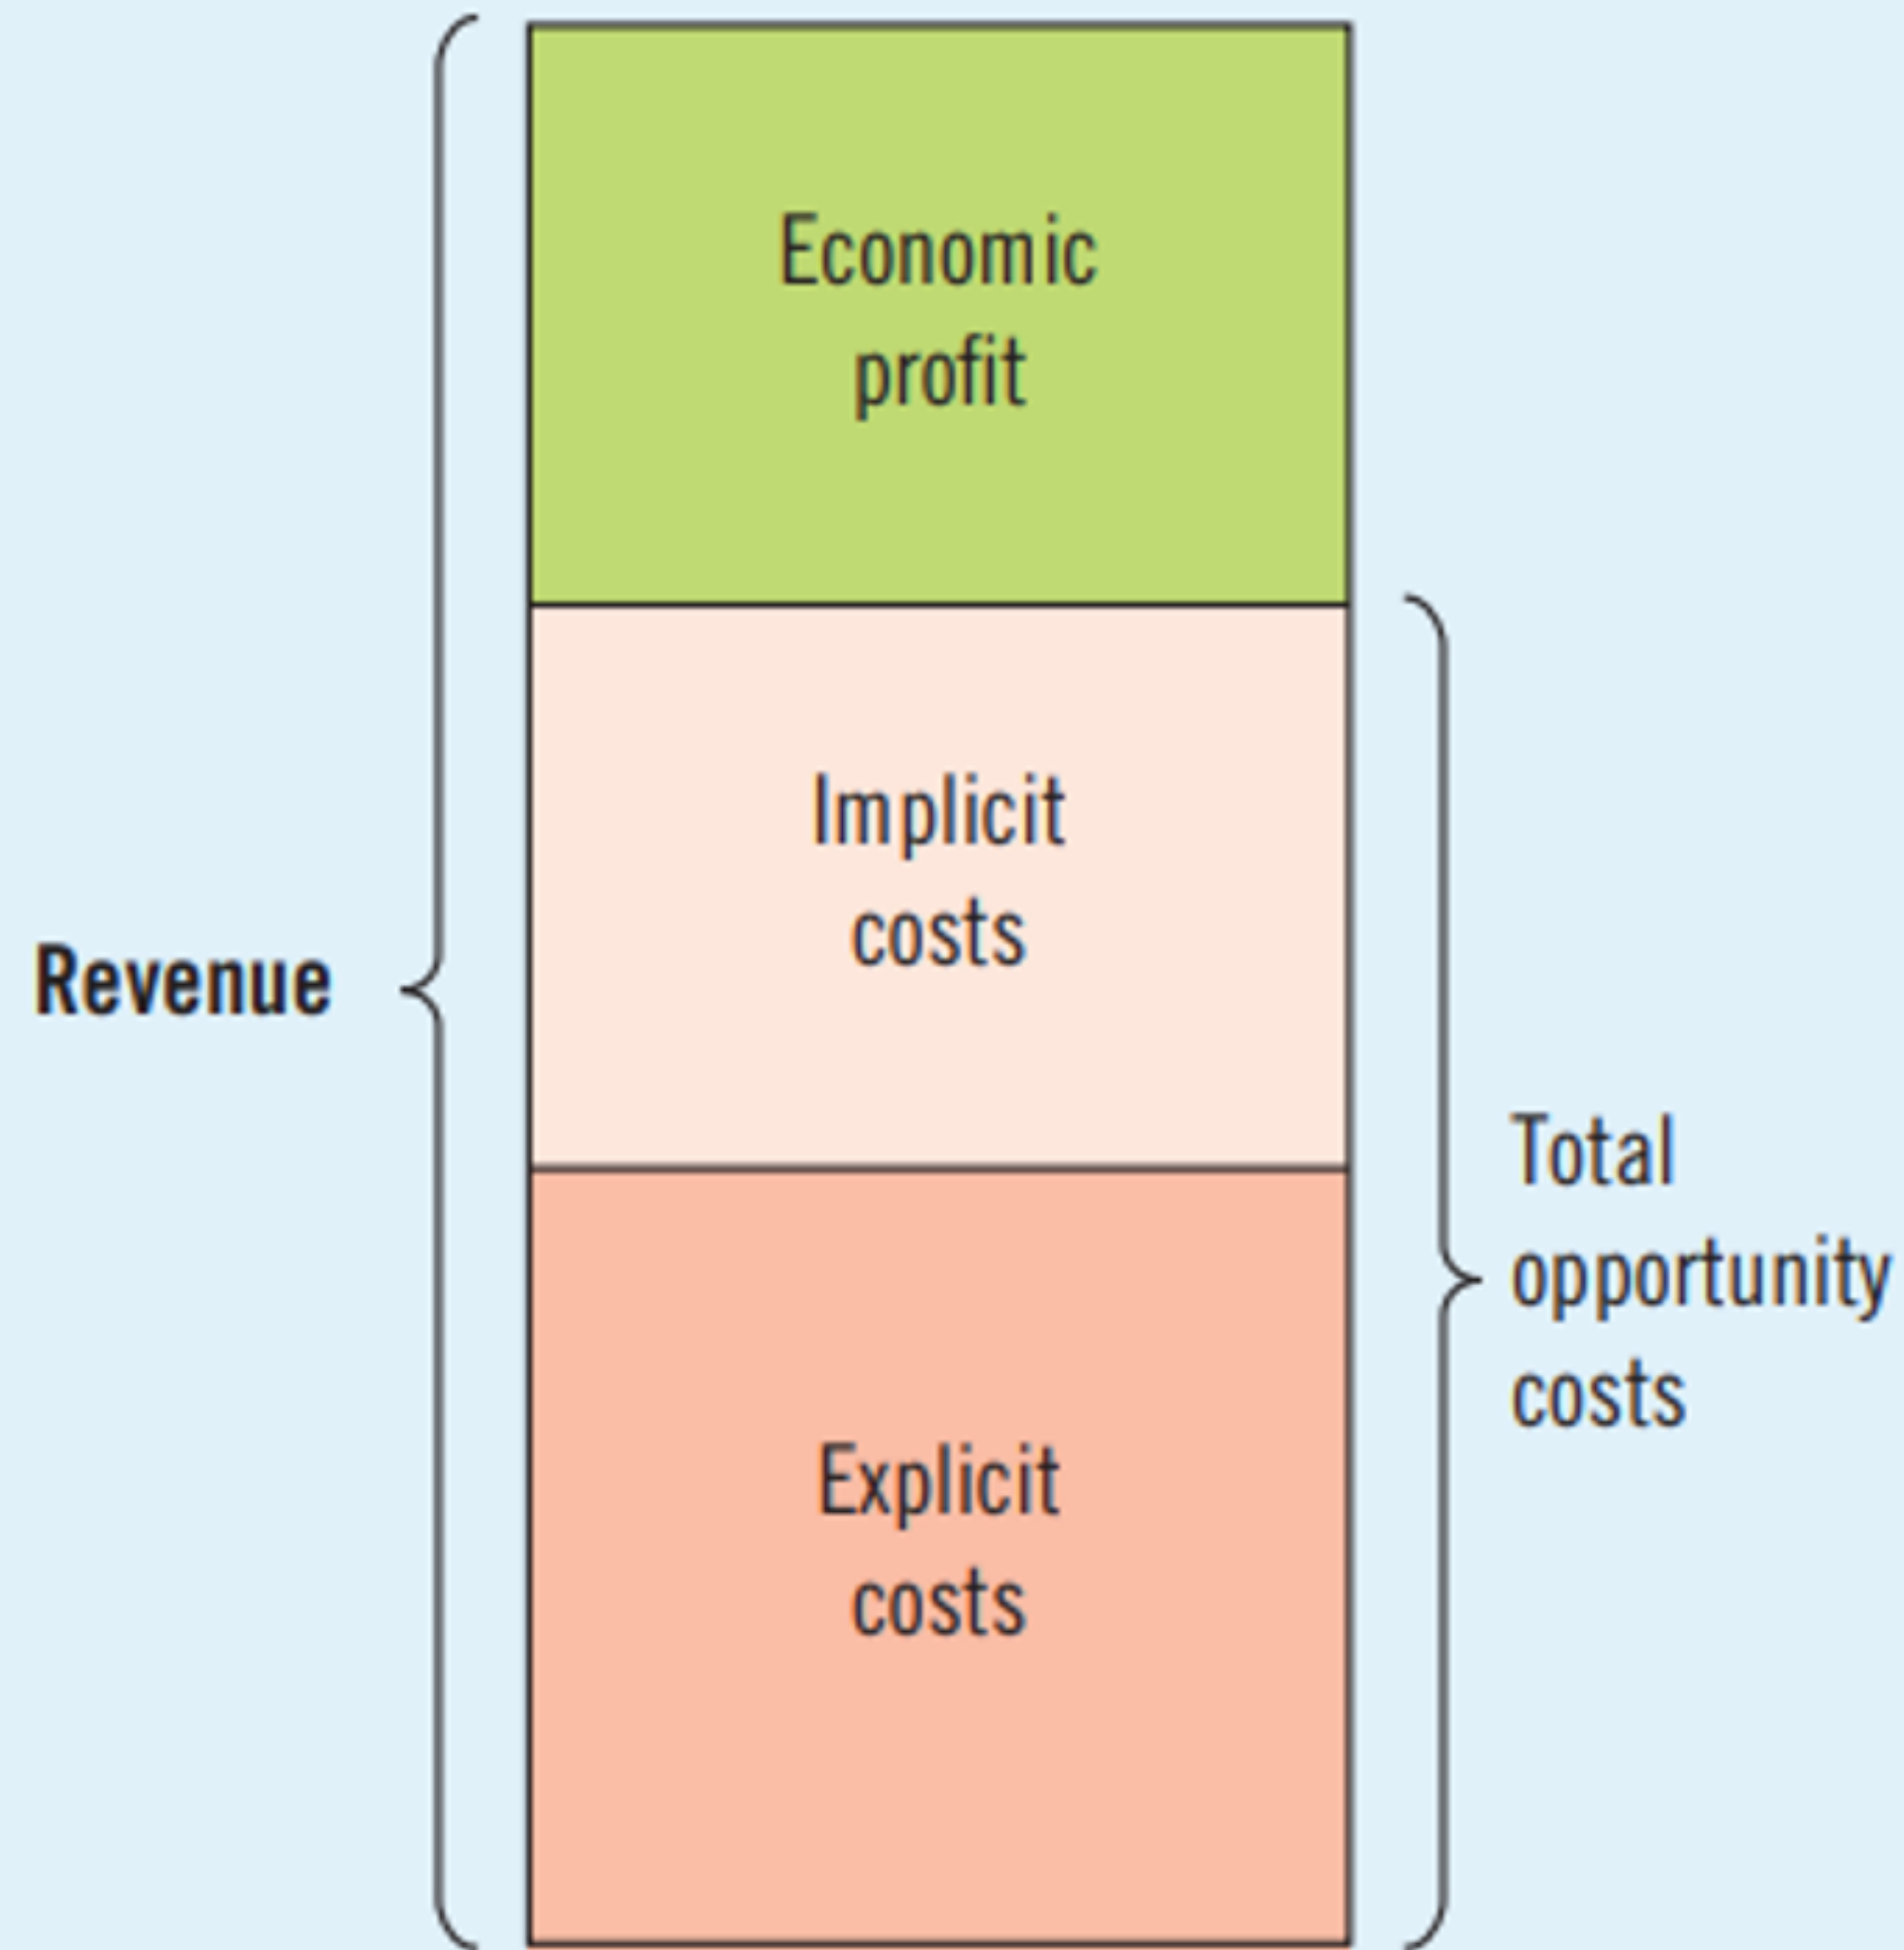 Economic
profit
Implicit
costs
Revenue
Total
opportunity
costs
Explicit
costs